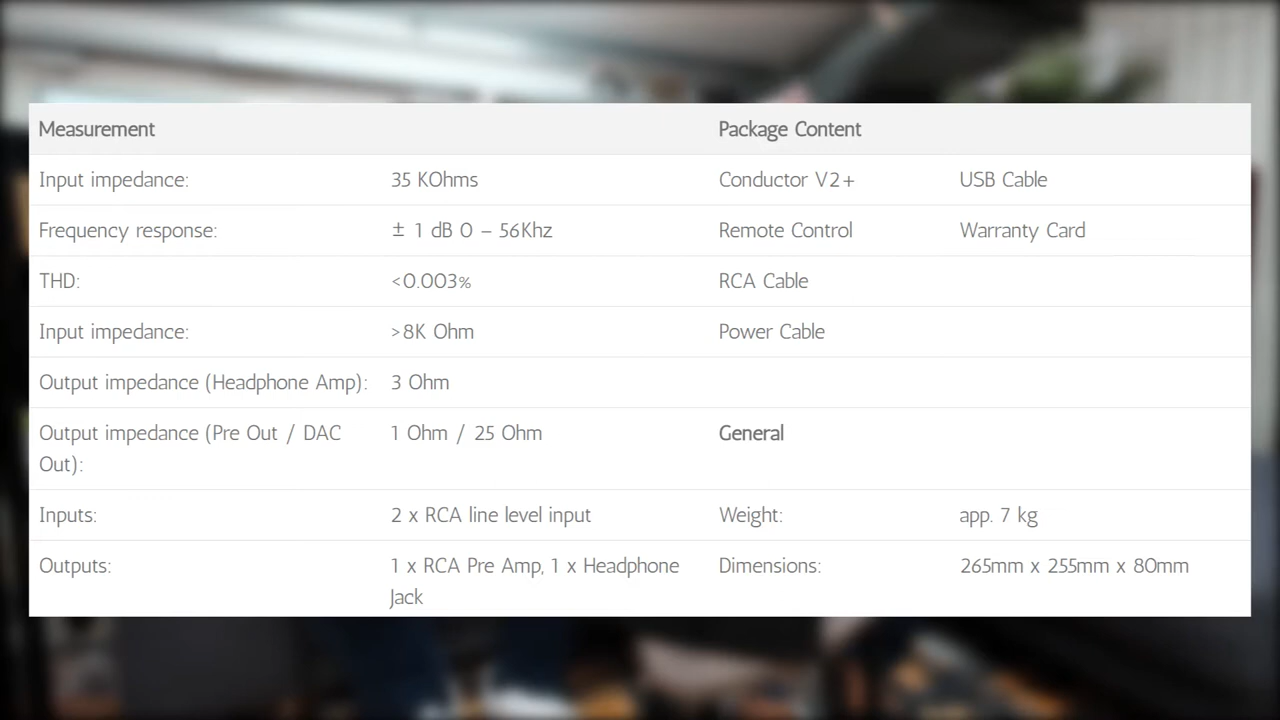 Measurement Package Content
Input impedance: 35 KOhms Conductor V2+ USB Cable
Frequency response: ± 1 dB 0 – 56Khz Remote Control Warranty Card
THD: <0.003% RCA Cable
Input impedance: >8K Ohm Power Cable
Output impedance (Headphone Amp): 3 Ohm
Output impedance (Pre Out / DAC 1 Ohm / 25 Ohm General
Out):
Inputs: 2 x RCA line level input Weight: app. 7 kg
Outputs: 1 x RCA Pre Amp, 1 x Headphone Dimensions: 265mm x 255mm x 80mm
Jack